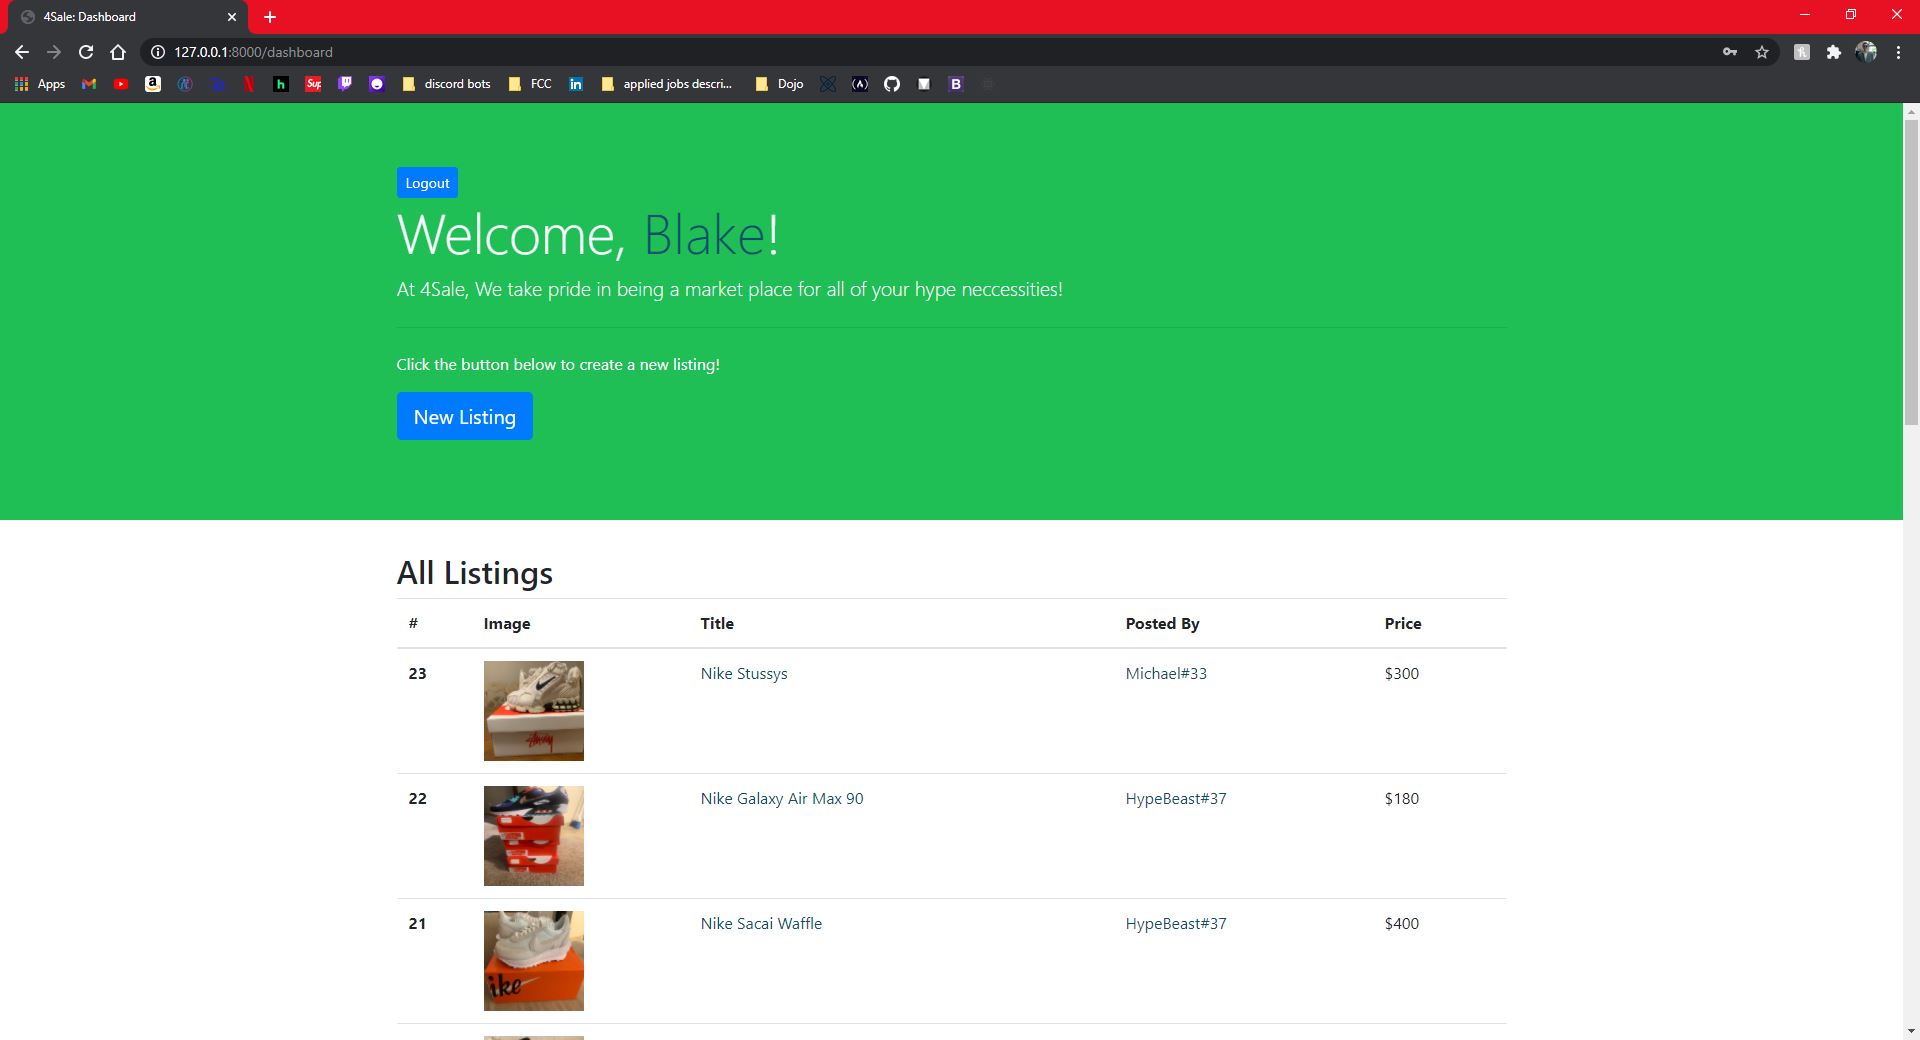 4Sale: Dashboard
127.0.0.1:8000/dashboard
Apps
discord bots
FCC
applied jobs descri...
Dojo
Logout
Welcome, Blake!
At 4Sale, We take pride in being a market place for all of your hype neccessities!
Click the button below to create a new listing!
New Listing
All Listings
# Image Title Posted By Price
23 Nike Stussys Michael#33 $300
22 Nike Galaxy Air Max 90 HypeBeast#37 $180
21 Nike Sacai Waffle HypeBeast#37 $400
ike